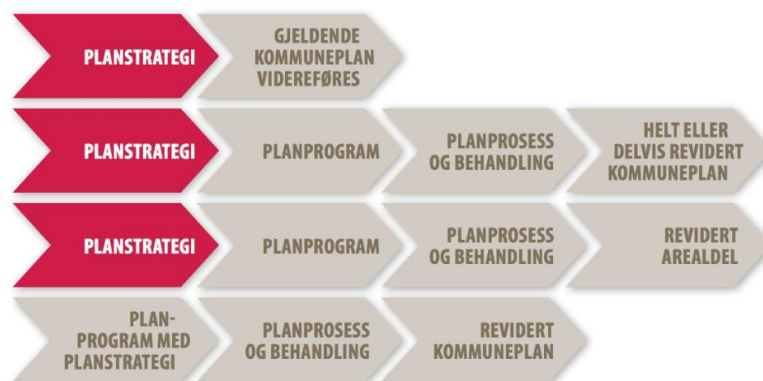 PLANSTRATEGI
GJELDENDE
KOMMUNEPLAN
VIDEREFØRES
PLANSTRATEGI
PLANPROGRAM
PLANPROSESS
OG BEHANDLING
HELT ELLER
DELVIS REVIDERT
KOMMUNEPLAN
PLANSTRATEGI
PLANPROGRAM
PLANPROSESS
OG BEHANDLING
REVIDERT
AREALDEL
PLAN-
PROGRAM MED
PLANSTRATEGI
PLANPROSESS
OG BEHANDLING
REVIDERT
KOMMUNEPLAN